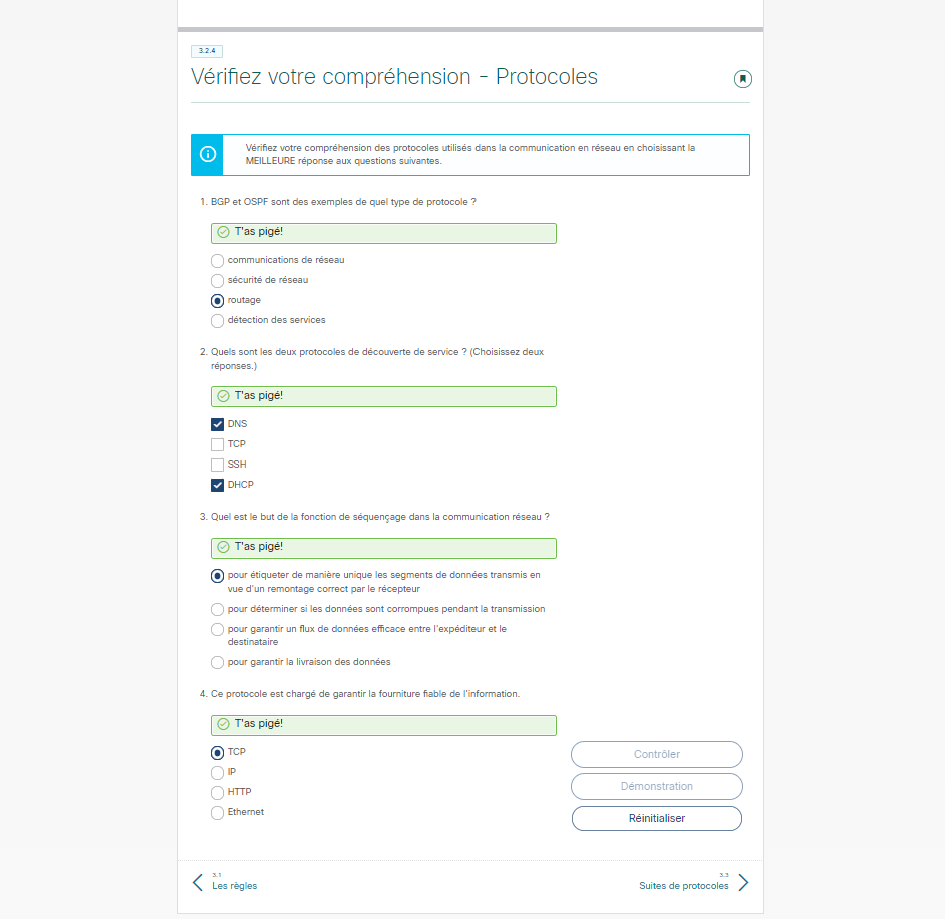 3.2.4
Vérifiez votre compréhension - Protocoles
Vérifiez votre compréhension des protocoles utilisés dans la communication en réseau en choisissant la
MEILLEURE réponse aux questions suivantes.
1. BGP et OSPF sont des exemples de quel type de protocole ?
T'as pigé!
communications de réseau
sécurité de réseau
routage
détection des services
2. Quels sont les deux protocoles de découverte de service ? (Choisissez deux
réponses.)
T'as pigé!
DNS
TCP
SSH
DHCP
3. Quel est le but de la fonction de séquençage dans la communication réseau ?
T'as pigé!
pour étiqueter de manière unique les segments de données transmis en
vue d'un remontage correct par le récepteur
pour déterminer si les données sont corrompues pendant la transmission
pour garantir un flux de données efficace entre l'expéditeur et le
destinataire
pour garantir la livraison des données
4. Ce protocole est chargé de garantir la fourniture fiable de l'information.
T'as pigé!
TCP
IP
HTTP
Ethernet
Contrôler
Démonstration
Réinitialiser
3.1
Les règles
3.3
Suites de protocoles